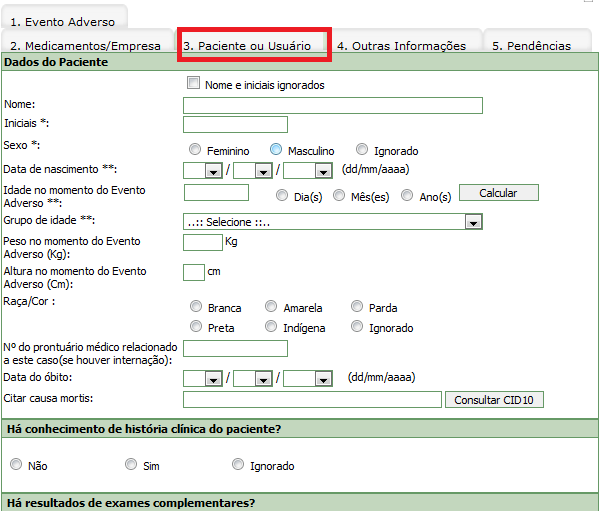 1. Evento Adverso
2. Medicamentos/Empresa 3. Paciente ou Usuário 4. Outras Informações 5. Pendências
Dados do Paciente
Nome e iniciais ignorados
Nome:
Iniciais *:
Sexo *: Feminino Masculino Ignorado
Data de nascimento **: / / (dd/mm/aaaa)
Idade no momento do Evento
Adverso **: Dia(s) Mês(es) Ano(s) Calcular
Grupo de idade **: ..:: Selecione ::..
Peso no momento do Evento
Adverso (Kg): Kg
Altura no momento do Evento
Adverso (Cm): cm
Raça/Cor : Branca Amarela Parda
Preta Indígena Ignorado
Nº do prontuário médico relacionado
a este caso(se houver internação):
Data do óbito: / / (dd/mm/aaaa)
Citar causa mortis: Consultar CID10
Há conhecimento de história clínica do paciente?
Não Sim Ignorado
Há resultados de exames complementares?